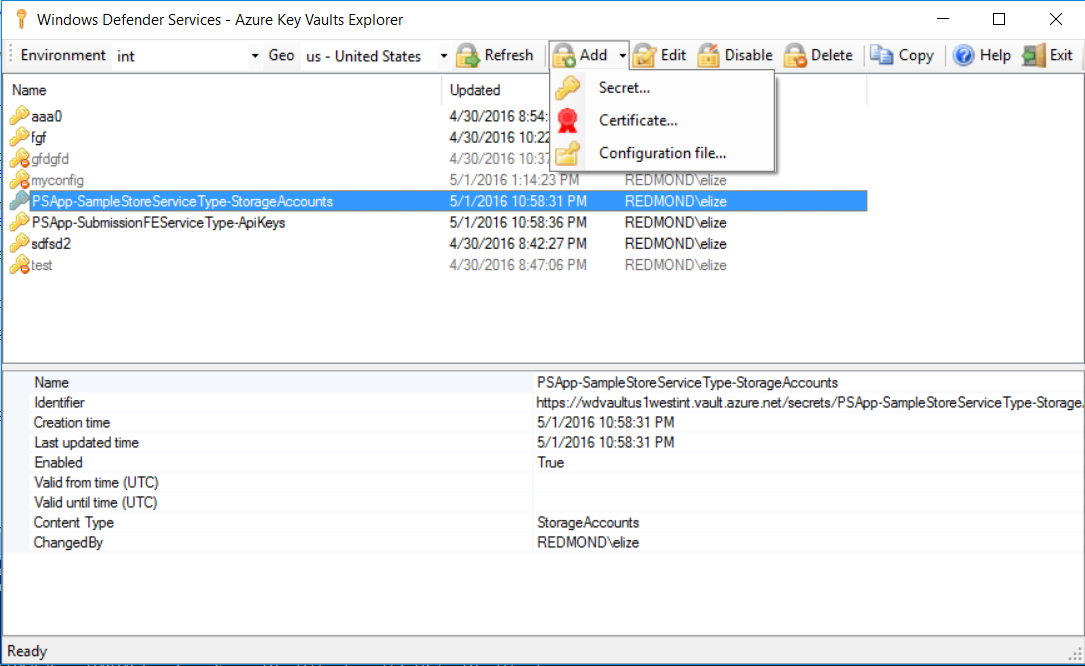 Windows Defender Services - Azure Key Vaults Explorer
Environment int Geo us - United States Refresh Add Edit Disable Delete Copy Help Exit
Secret...
Certificate...
Configuration file...
Name Updated
aaa0 4/30/2016 8:54:
fgf 4/30/2016 10:22
gfdgfd 4/30/2016 10:37
myconfig 5/1/2016 1:14:23 PM REDMOND\elize
PSApp-SampleStoreServiceType-StorageAccounts 5/1/2016 10:58:31 PM REDMOND\elize
PSApp-SubmissionFEServiceType-ApiKeys 5/1/2016 10:58:36 PM REDMOND\elize
sdfsd2 4/30/2016 8:42:27 PM REDMOND\elize
test 4/30/2016 8:47:06 PM REDMOND\elize
Name PSApp-SampleStoreServiceType-StorageAccounts
Identifier https://wdvaultus1westint.vault.azure.net/secrets/PSApp-SampleStoreServiceType-Storage
Creation time 5/1/2016 10:58:31 PM
Last updated time 5/1/2016 10:58:31 PM
Enabled True
Valid from time (UTC)
Valid until time (UTC)
Content Type StorageAccounts
ChangedBy REDMOND\elize
Ready